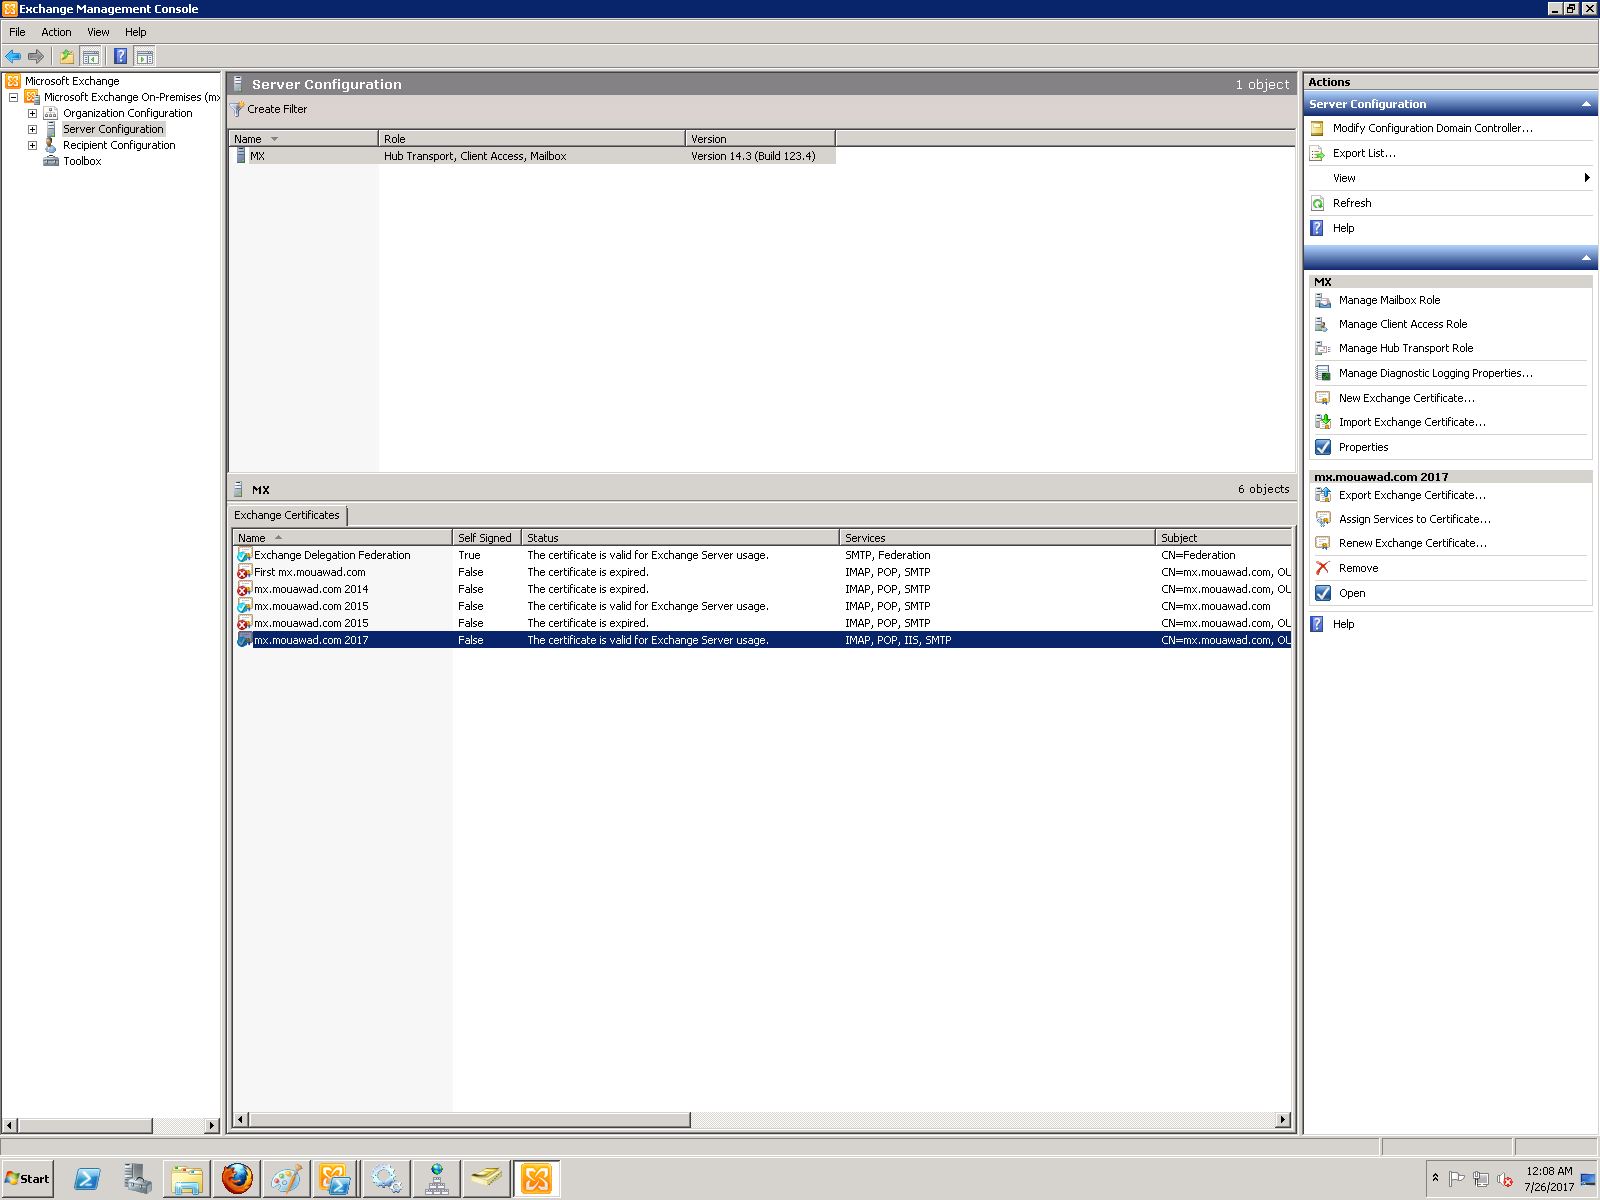 Exchange Management Console
File Action View Help
Microsoft Exchange
Microsoft Exchange On-Premises (mx
Organization Configuration
Server Configuration
Recipient Configuration
Toolbox
Server Configuration 1 object
Create Filter
Name Role Version
MX Hub Transport, Client Access, Mailbox Version 14.3 (Build 123.4)
MX 6 objects
Exchange Certificates
Name Self Signed Status Services Subject
Exchange Delegation Federation True The certificate is valid for Exchange Server usage. SMTP, Federation CN=Federation
First mx.mouawad.com False The certificate is expired. IMAP, POP, SMTP CN=mx.mouawad.com, OU
mx.mouawad.com 2014 False The certificate is expired. IMAP, POP, SMTP CN=mx.mouawad.com, OU
mx.mouawad.com 2015 False The certificate is valid for Exchange Server usage. IMAP, POP, SMTP CN=mx.mouawad.com
mx.mouawad.com 2015 False The certificate is expired. IMAP, POP, SMTP CN=mx.mouawad.com, OU
mx.mouawad.com 2017 False The certificate is valid for Exchange Server usage. IMAP, POP, IIS, SMTP CN=mx.mouawad.com, OU
Actions
Server Configuration
Modify Configuration Domain Controller...
Export List...
View
Refresh
Help
MX
Manage Mailbox Role
Manage Client Access Role
Manage Hub Transport Role
Manage Diagnostic Logging Properties...
New Exchange Certificate...
Import Exchange Certificate...
Properties
mx.mouawad.com 2017
Export Exchange Certificate...
Assign Services to Certificate...
Renew Exchange Certificate...
Remove
Open
Help
Start
12:08 AM
7/26/2017